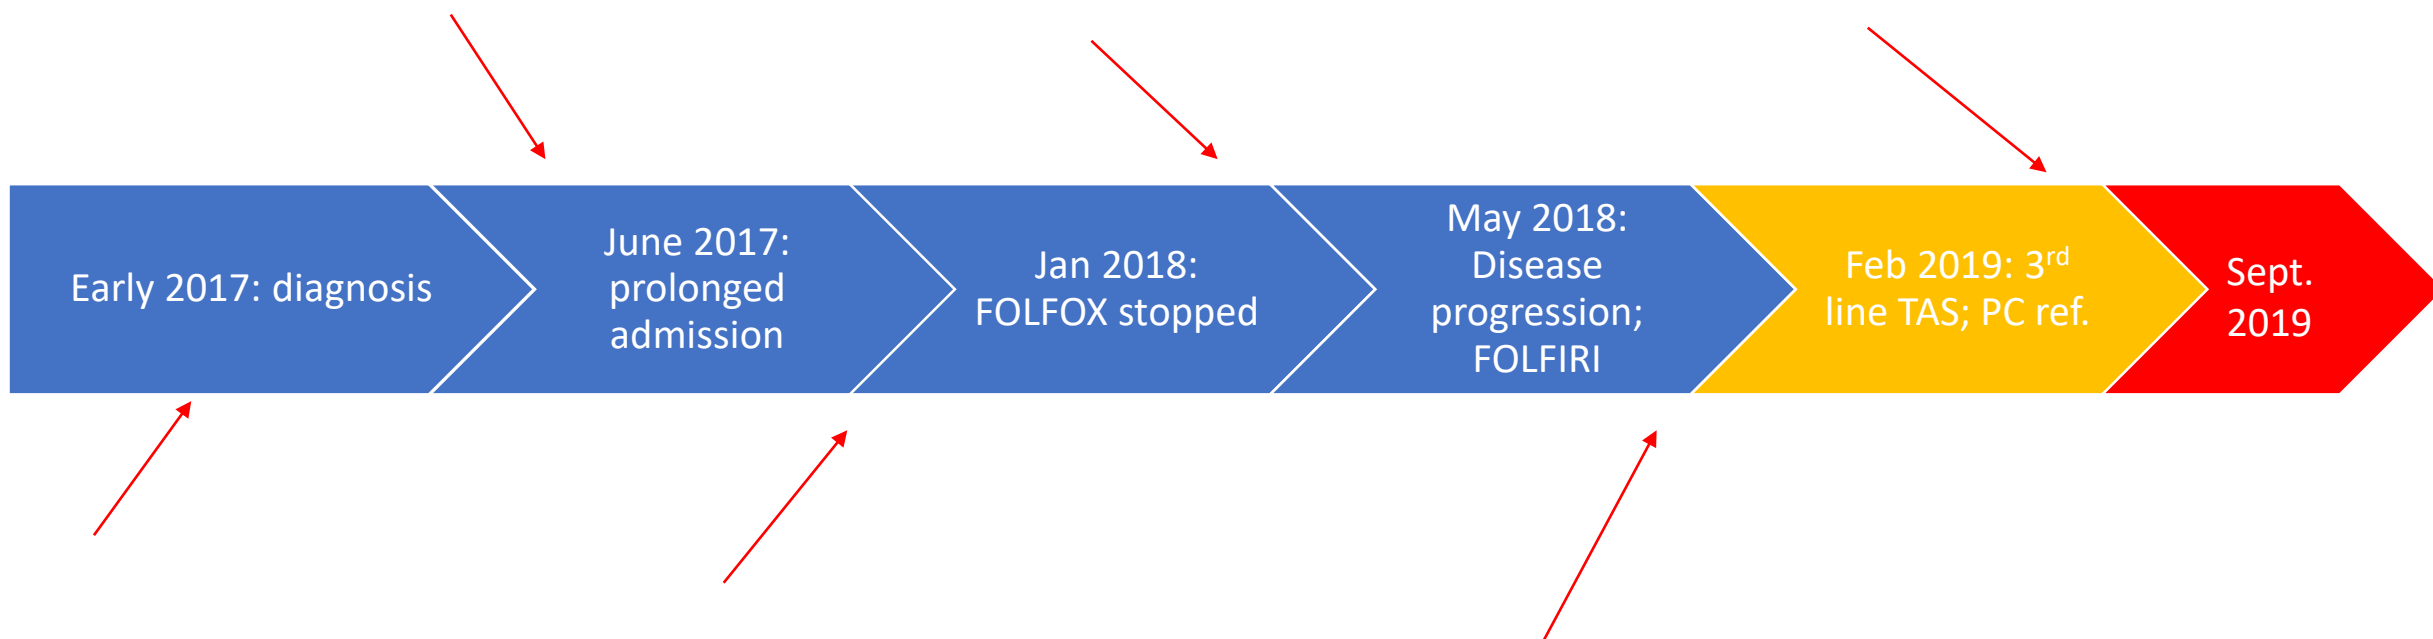 Early 2017: diagnosis
June 2017:
prolonged
admission
Jan 2018:
FOLFOX stopped
May 2018:
Disease
progression;
FOLFIRI
Feb 2019: 3rd
line TAS; PC ref.
Sept.
2019